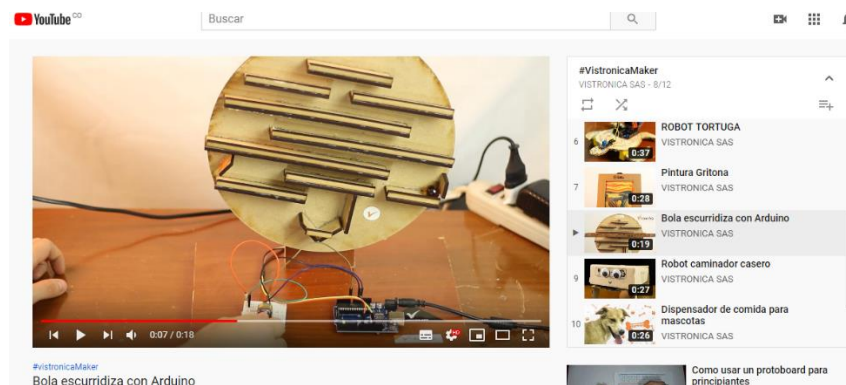 YouTube CO
Buscar
#VistronicaMaker
VISTRONICA SAS - 8/12
6
0:37
ROBOT TORTUGA
VISTRONICA SAS
7
0:28
Pintura Gritona
VISTRONICA SAS
0:19
Bola escurridiza con Arduino
VISTRONICA SAS
9
0:27
Robot caminador casero
VISTRONICA SAS
10
0:26
Dispensador de comida para
mascotas
VISTRONICA SAS
0:07 / 0:18
HD
#vistronicaMaker
Bola escurridiza con Arduino
Como usar un protoboard para
principiantes